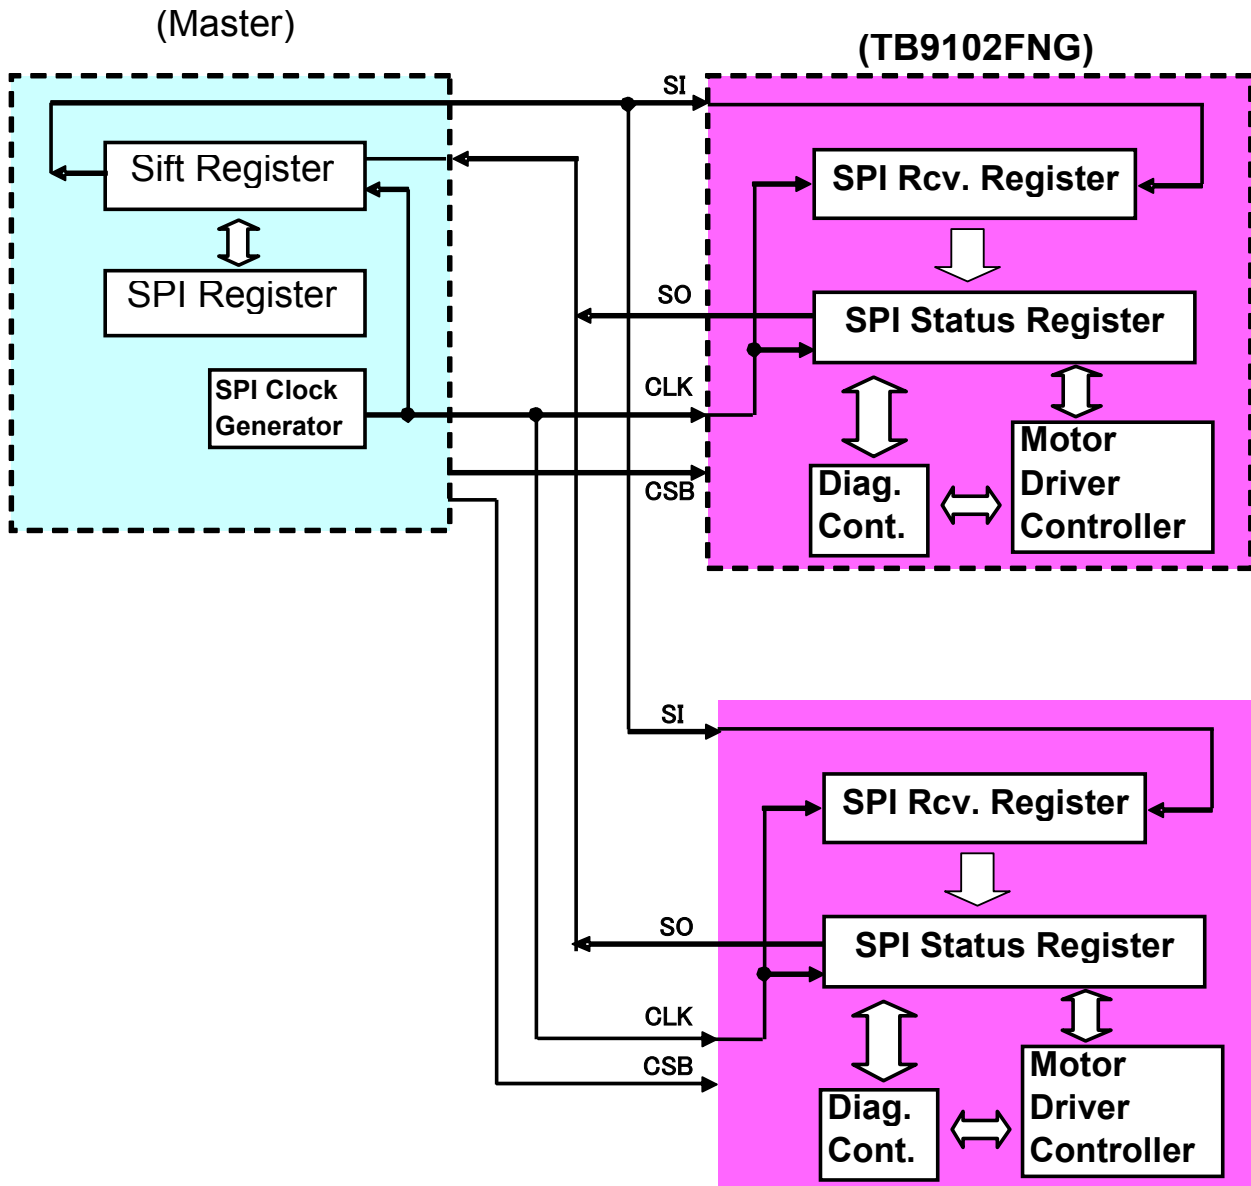 (Master)
(TB9102FNG)
SI
Sift Register
SPI Rcv. Register
SPI Register
SO
SPI Status Register
SPI Clock
Generator
CLK
CSB
Diag.
Cont.
Motor
Driver
Controller
SI
SPI Rcv. Register
SO
SPI Status Register
CLK
CSB
Diag.
Cont.
Motor
Driver
Controller